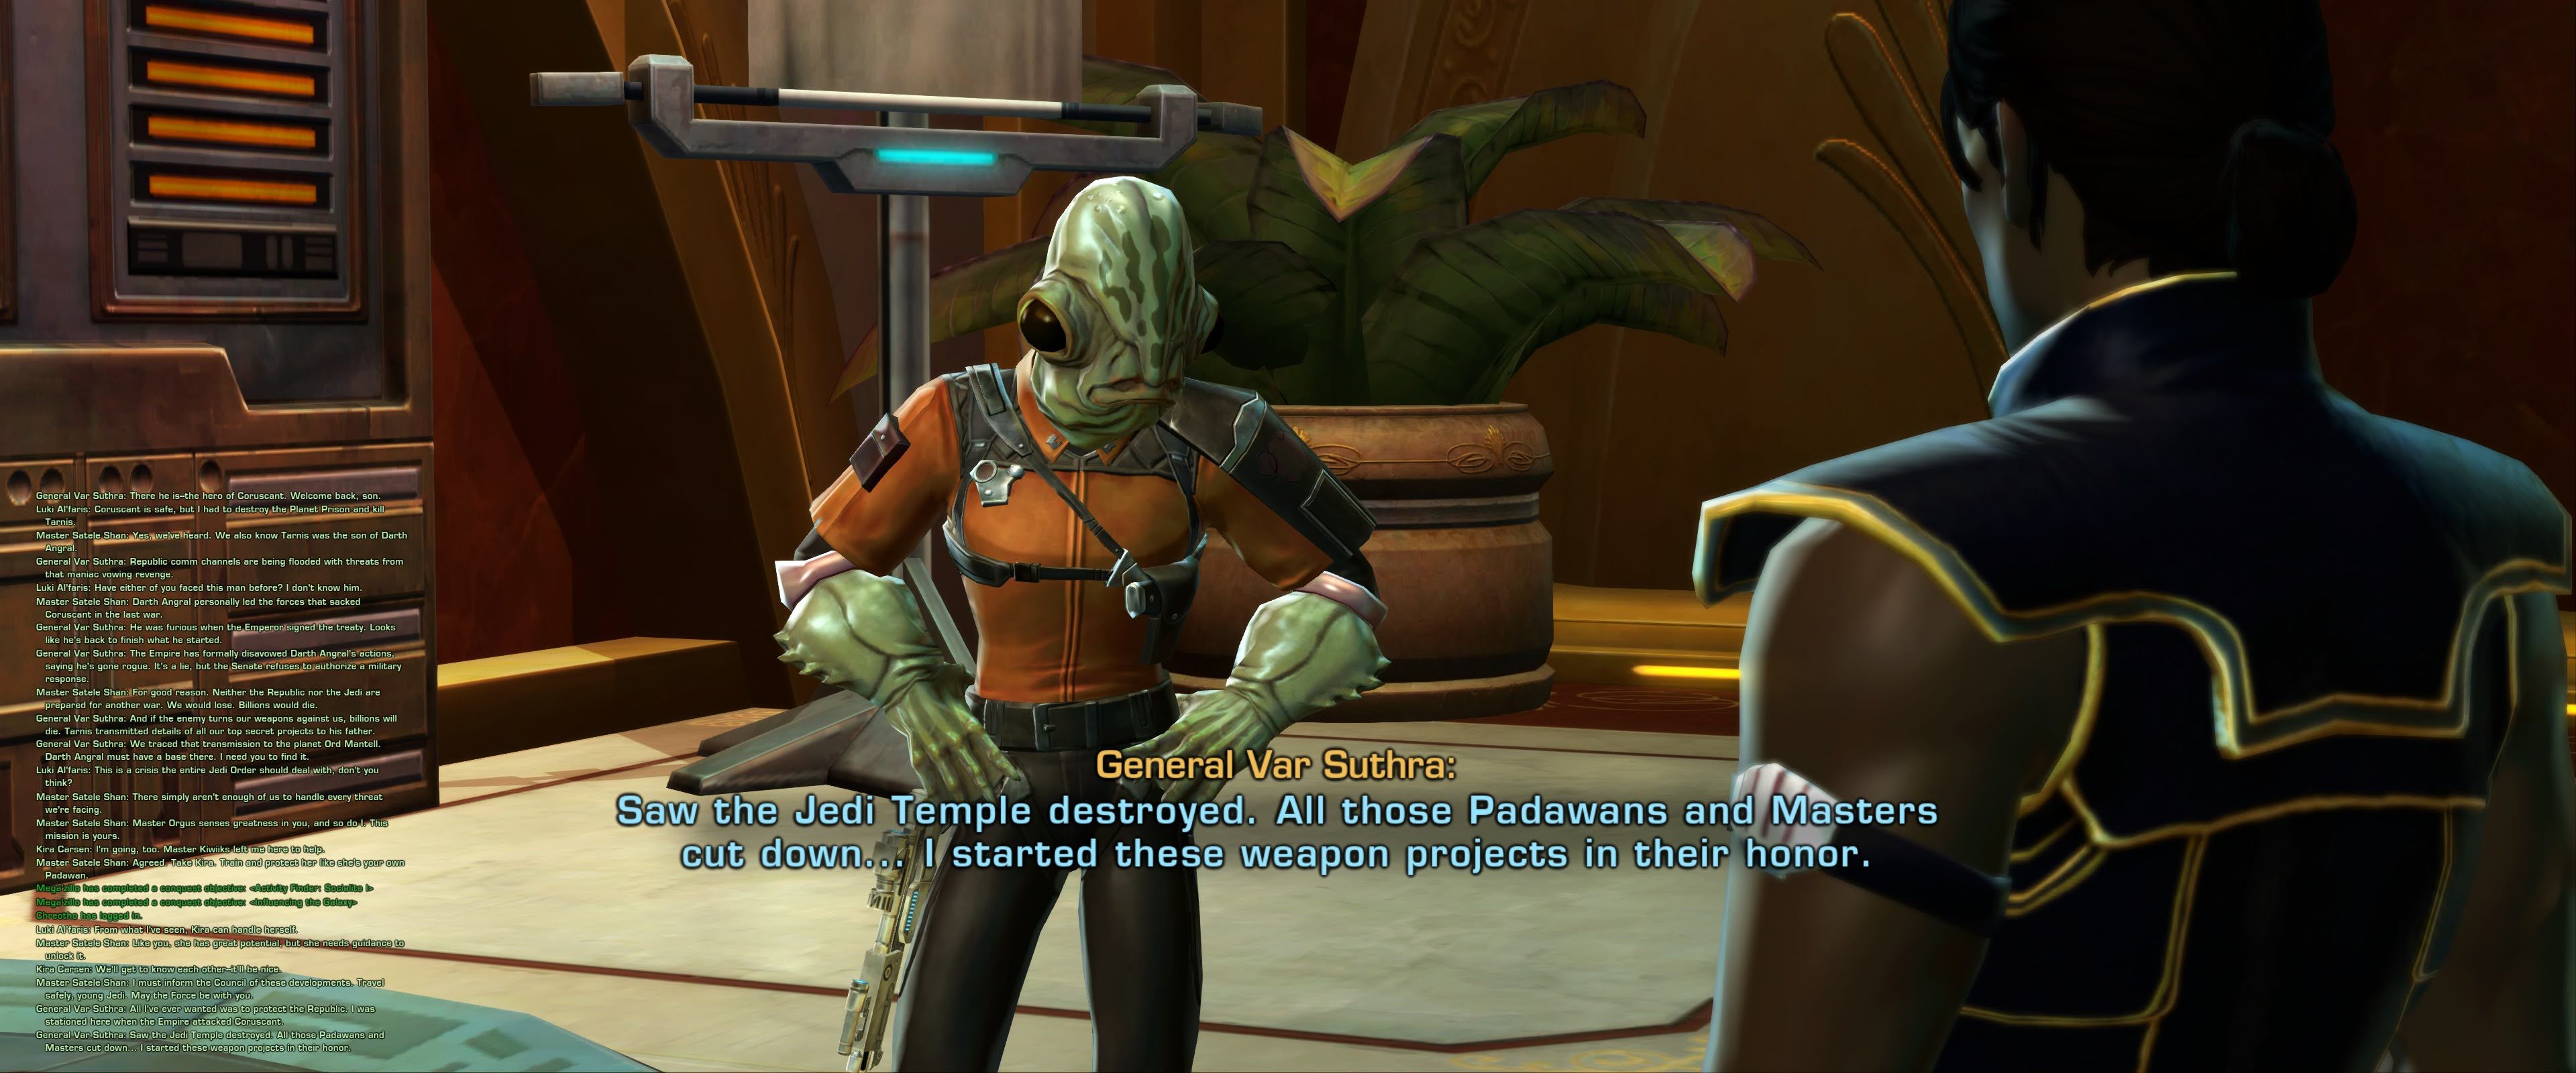 General Var Suthra: There he is–the hero of Coruscant. Welcome back, son.
Luki Al'faris: Coruscant is safe, but I had to destroy the Planet Prison and kill
Tarnis.
Master Satele Shan: Yes, we've heard. We also know Tarnis was the son of Darth
Angral.
General Var Suthra: Republic comm channels are being flooded with threats from
that maniac vowing revenge.
Luki Al'faris: Have either of you faced this man before? I don't know him.
Master Satele Shan: Darth Angral personally led the forces that sacked
Coruscant in the last war.
General Var Suthra: He was furious when the Emperor signed the treaty. Looks
like he's back to finish what he started.
General Var Suthra: The Empire has formally disavowed Darth Angral's actions,
saying he's gone rogue. It's a lie, but the Senate refuses to authorize a military
response.
Master Satele Shan: For good reason. Neither the Republic nor the Jedi are
prepared for another war. We would lose. Billions would die.
General Var Suthra: And if the enemy turns our weapons against us, billions will
die. Tarnis transmitted details of all our top secret projects to his father.
General Var Suthra: We traced that transmission to the planet Ord Mantell.
Darth Angral must have a base there. I need you to find it.
Luki Al'faris: This is a crisis the entire Jedi Order should deal with, don't you
think?
Master Satele Shan: There simply aren't enough of us to handle every threat
we're facing.
Master Satele Shan: Master Orgus senses greatness in you, and so do I. This
mission is yours.
Kira Carsen: I'm going, too. Master Kiwiiks left me here to help.
Master Satele Shan: Agreed. Take Kira. Train and protect her like she's your own
Padawan.
Mega'zillo has completed a conquest objective: <Activity Finder: Socialite I>
Mega'zillo has completed a conquest objective: <Influencing the Galaxy>
Chreotha has logged in.
Luki Al'faris: From what I've seen, Kira can handle herself.
Master Satele Shan: Like you, she has great potential, but she needs guidance to
unlock it.
Kira Carsen: We'll get to know each other–it'll be nice.
Master Satele Shan: I must inform the Council of these developments. Travel
safely, young Jedi. May the Force be with you.
General Var Suthra: All I've ever wanted was to protect the Republic. I was
stationed here when the Empire attacked Coruscant.
General Var Suthra: Saw the Jedi Temple destroyed. All those Padawans and
Masters cut down... I started these weapon projects in their honor.
General Var Suthra:
Saw the Jedi Temple destroyed. All those Padawans and Masters
cut down... I started these weapon projects in their honor.